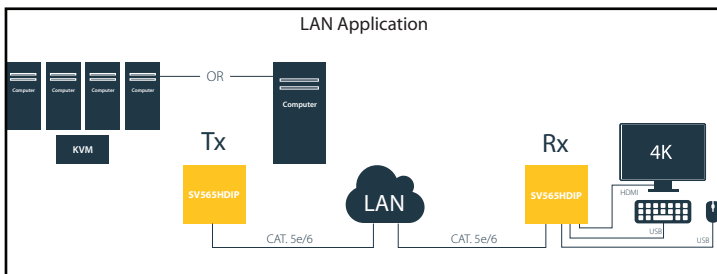 LAN Application
Computer
Computer
Computer
Computer
OR
Computer
KVM
Tx
Rx
SV565HDIP
LAN
SV565HDIP
4K
HDMI
USB
USB
CAT. 5e/6
CAT. 5e/6